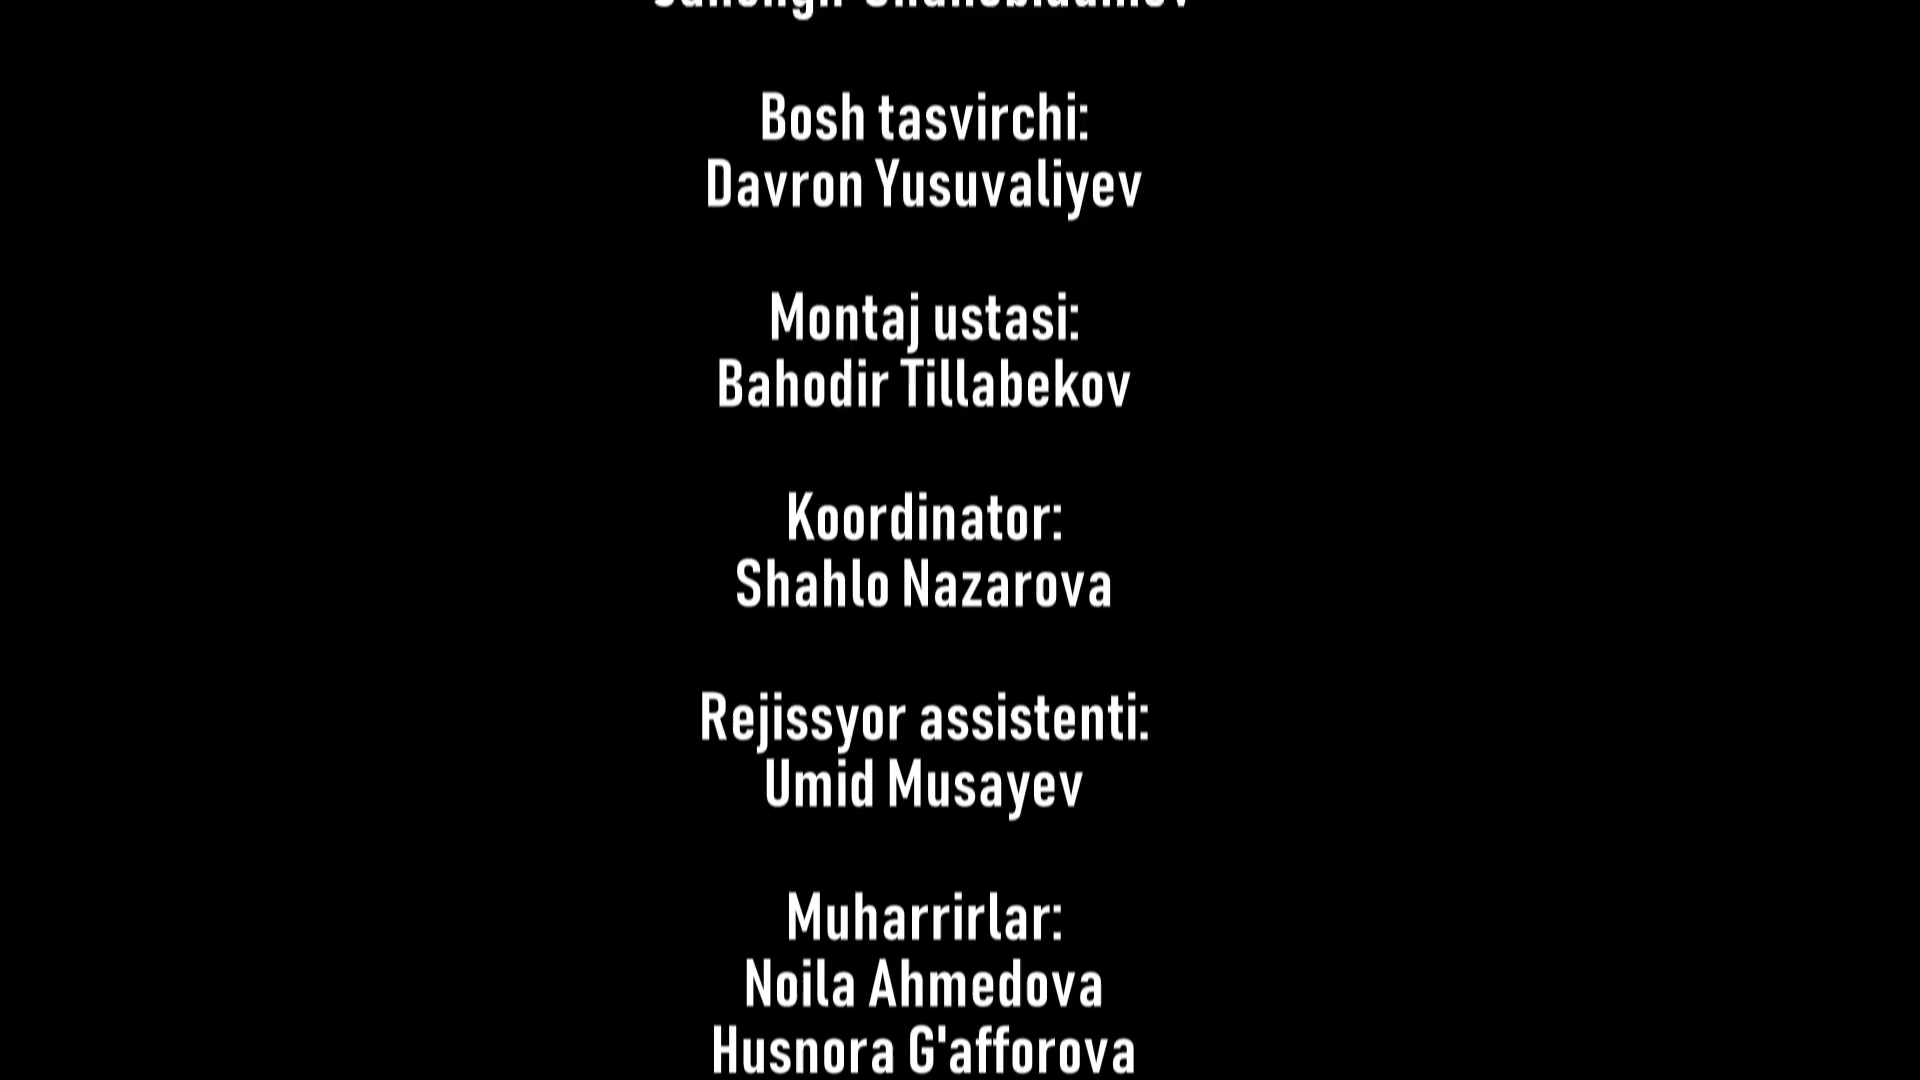 Bosh tasvirchi:
Davron Yusuvaliyev
Montaj ustasi:
Bahodir Tillabekov
Koordinator:
Shahlo Nazarova
Rejissyor assistenti:
Umid Musayev
Muharrirlar:
Noila Ahmedova
Husnora G'afforova